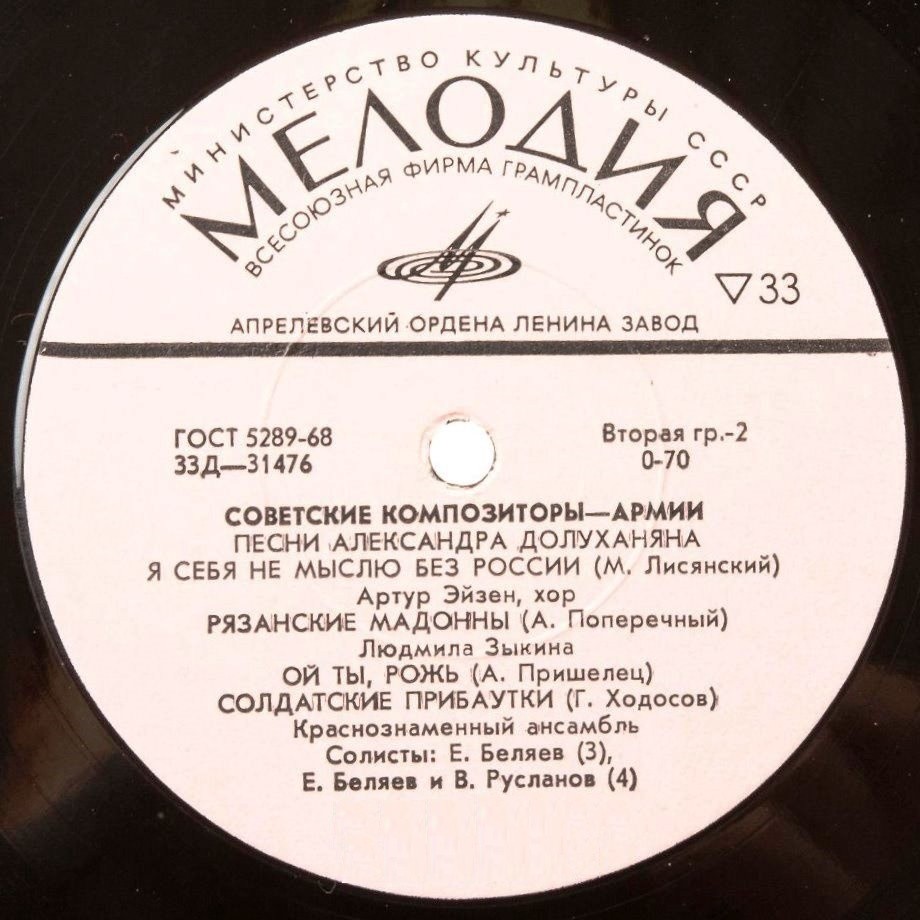 МИНИСТЕРСТВО КУЛЬТУРЫ СССР
МЕЛОДИЯ
ВСЕСОЮЗНАЯ ФИРМА ГРАМПЛАСТИНОК
33
АПРЕЛЕВСКИЙ ОРДЕНА ЛЕНИНА ЗАВОД
ГОСТ 5289-68
Вторая гр.-2
33Д—31476
0-70
СОВЕТСКИЕ КОМПОЗИТОРЫ—АРМИИ
ПЕСНИ АЛЕКСАНДРА ДОЛУХАНЯНА
Я СЕБЯ НЕ МЫСЛЮ БЕЗ РОССИИ (М. Лисянский)
Артур Эйзен, хор
РЯЗАНСКИЕ МАДОННЫ (А. Поперечный)
Людмила Зыкина
ОЙ ТЫ, РОЖЬ (А. Пришелец)
СОЛДАТСКИЕ ПРИБАУТКИ (Г. Ходосов)
Краснознаменный ансамбль
Солисты: Е. Беляев (3),
Е. Беляев и В. Русланов (4)